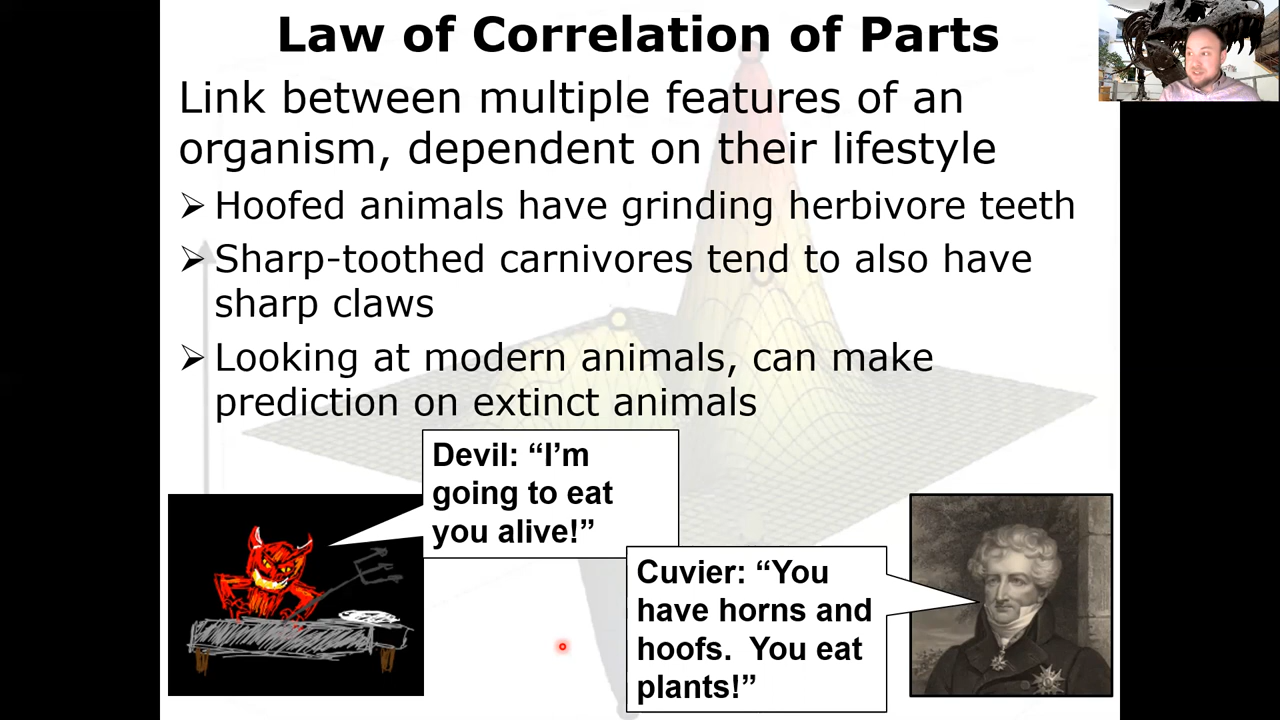 Law of Correlation of Parts
Link between multiple features of an
organism, dependent on their lifestyle
➢ Hoofed animals have grinding herbivore teeth
➢ Sharp-toothed carnivores tend to also have
sharp claws
➢ Looking at modern animals, can make
prediction on extinct animals
Devil: “I’m
going to eat
you alive!”
Cuvier: “You
have horns and
hoofs.  You eat
plants!”